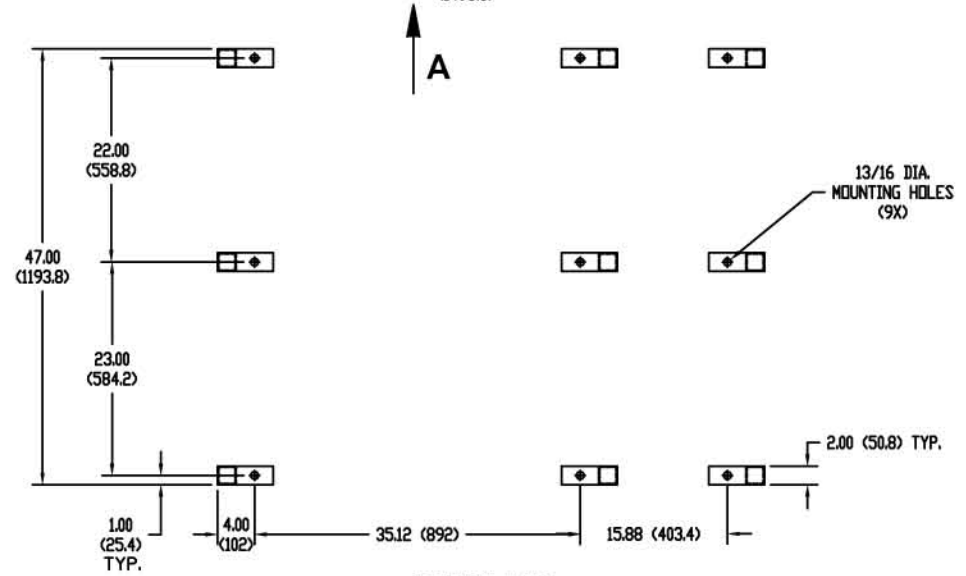 A
22.00
(558.8)
13/16 DIA.
MOUNTING HOLES
(9X)
47.00
(1193.8)
23.00
(584.2)
2.00 (50.8) TYP.
1.00
(25.4)
TYP.
4.00
(102)
35.12 (892)
15.88 (403.4)